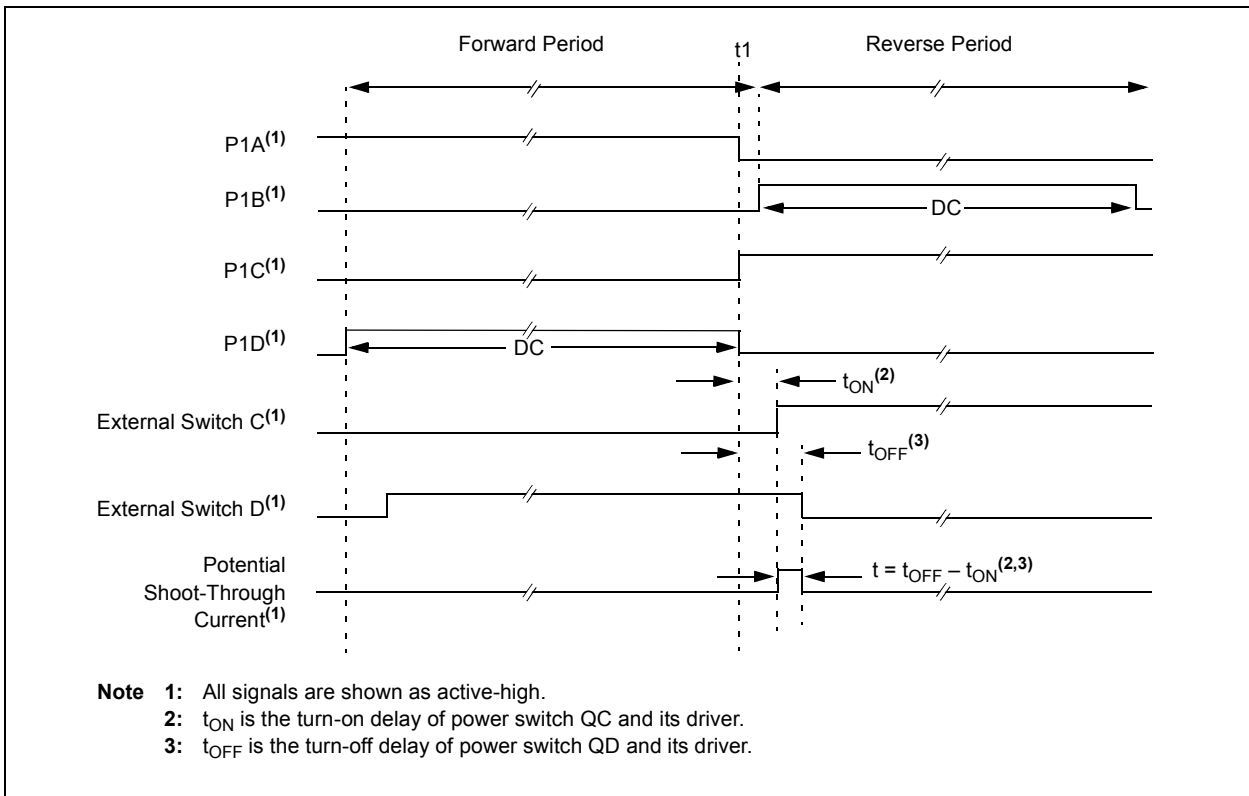 Forward Period
t1
Reverse Period
P1A(1)
P1B(1)
DC
P1C(1)
P1D(1)
DC
tON(2)
External Switch C(1)
tOFF(3)
External Switch D(1)
Potential
Shoot-Through
Current(1)
t = tOFF – tON(2,3)
Note 1: All signals are shown as active-high.
2: tON is the turn-on delay of power switch QC and its driver.
3: tOFF is the turn-off delay of power switch QD and its driver.